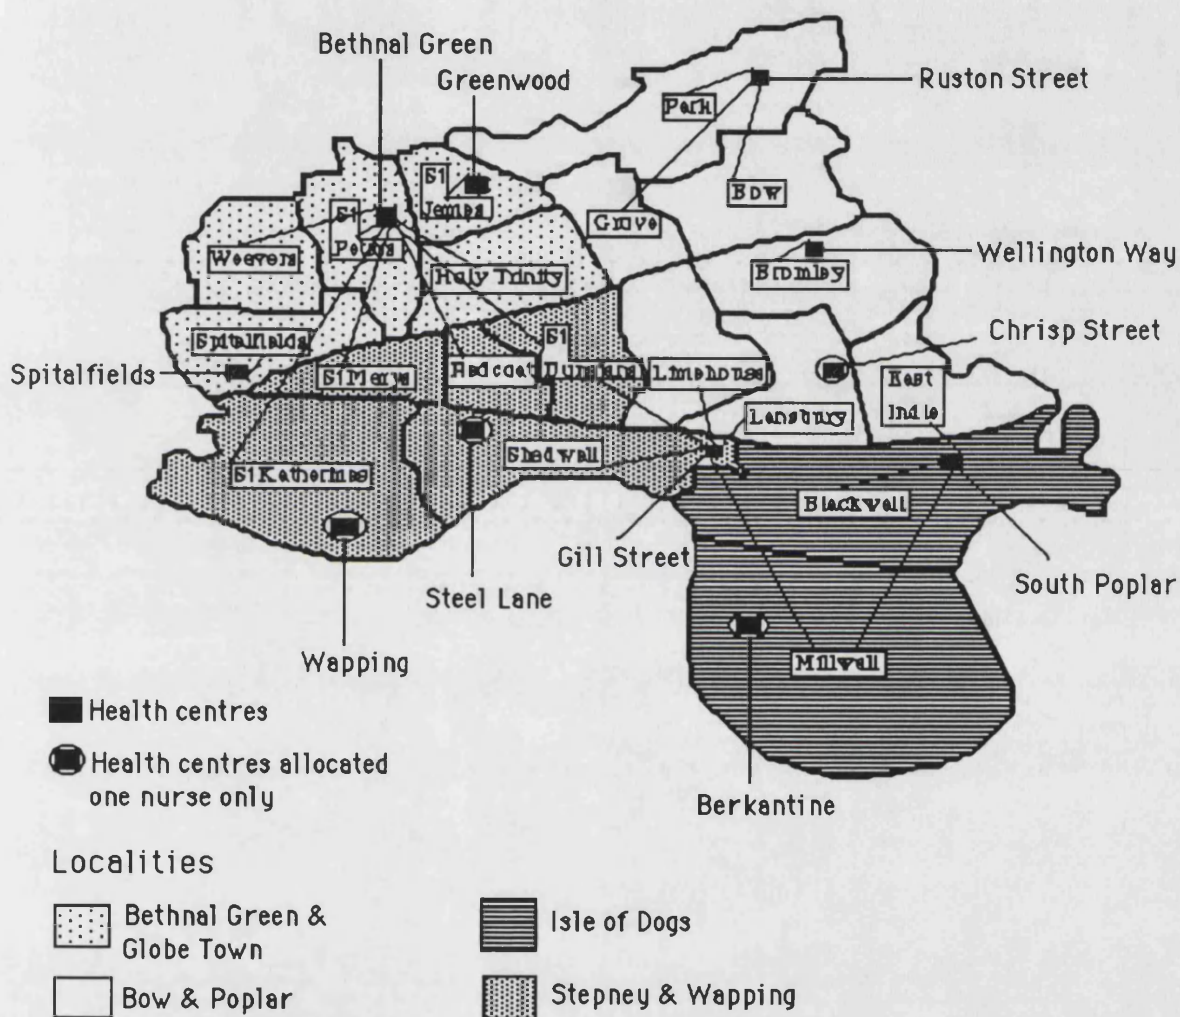 Bethnal Green
Greenwood
Ruston Street
Park
Bow
St
James
St
Peters
Grove
Weavers
Holy Trinity
Bromley
Wellington Way
Chrisp Street
Spitalfields
St
Dunstans
Spitalfields
St Marys
Redcoat
Limehouse
East
India
Lansbury
Shadwell
St Katherines
Blackwall
Gill Street
South Poplar
Steel Lane
Wapping
Millwall
Health centres
Health centres allocated
one nurse only
Berkantine
Localities
Bethnal Green &
Globe Town
Isle of Dogs
Bow & Poplar
Stepney & Wapping